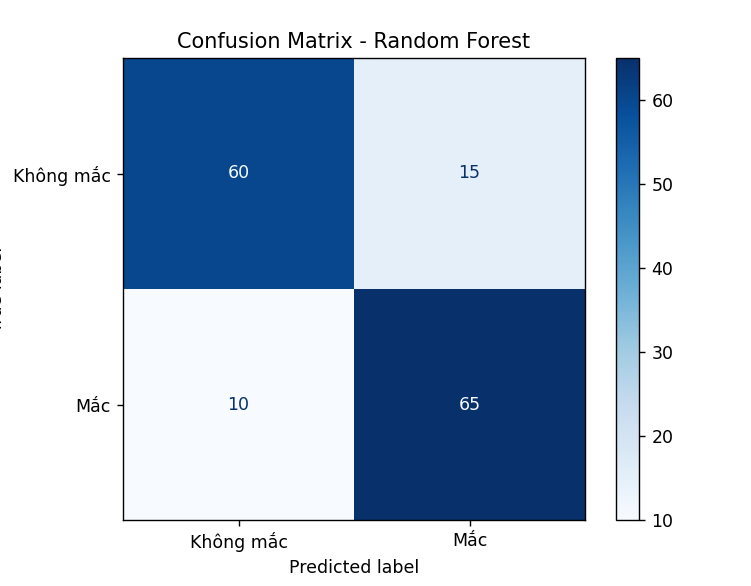 Confusion Matrix - Random Forest
Không mắc
60
15
Mắc
10
65
Không mắc
Mắc
Predicted label
60
50
40
30
20
10